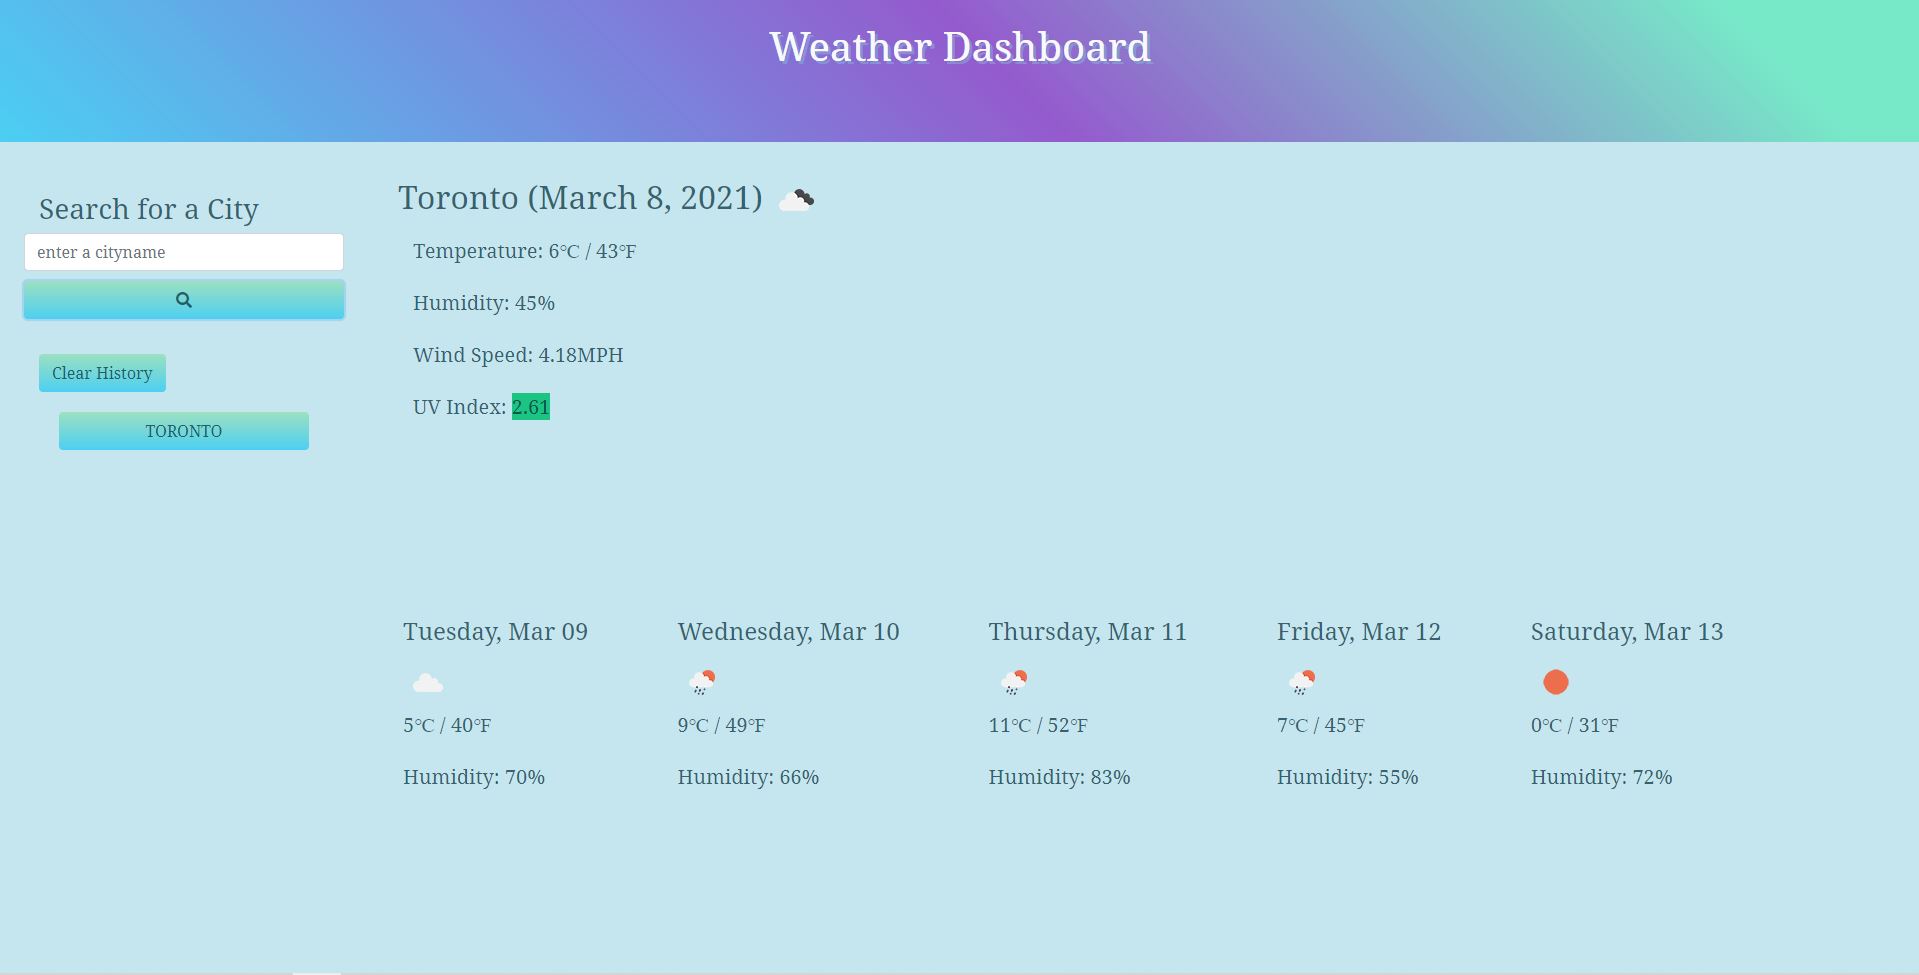 Weather Dashboard
Search for a City
enter a cityname
Clear History
TORONTO
Toronto (March 8, 2021)
Temperature: 6℃ / 43℉
Humidity: 45%
Wind Speed: 4.18MPH
UV Index: 2.61
Tuesday, Mar 09
5℃ / 40℉
Humidity: 70%
Wednesday, Mar 10
9℃ / 49℉
Humidity: 66%
Thursday, Mar 11
11℃ / 52℉
Humidity: 83%
Friday, Mar 12
7℃ / 45℉
Humidity: 55%
Saturday, Mar 13
0℃ / 31℉
Humidity: 72%